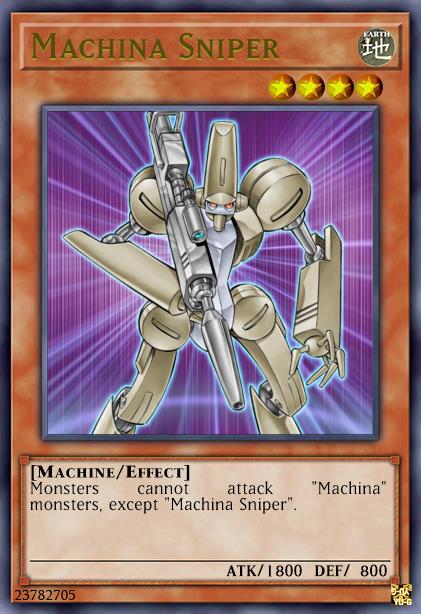 Machina Sniper
EARTH
地
[Machine/Effect]
Monsters cannot attack "Machina"
monsters, except "Machina Sniper".
ATK/1800 DEF/ 800
23782705